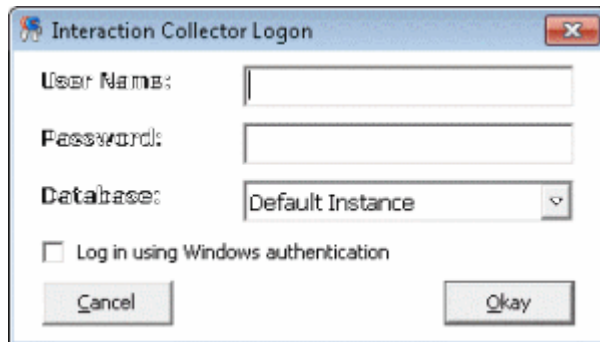 Interaction Collector Logon
User Name:
Password:
Database:
Default Instance
Log in using Windows authentication
Cancel
Okay